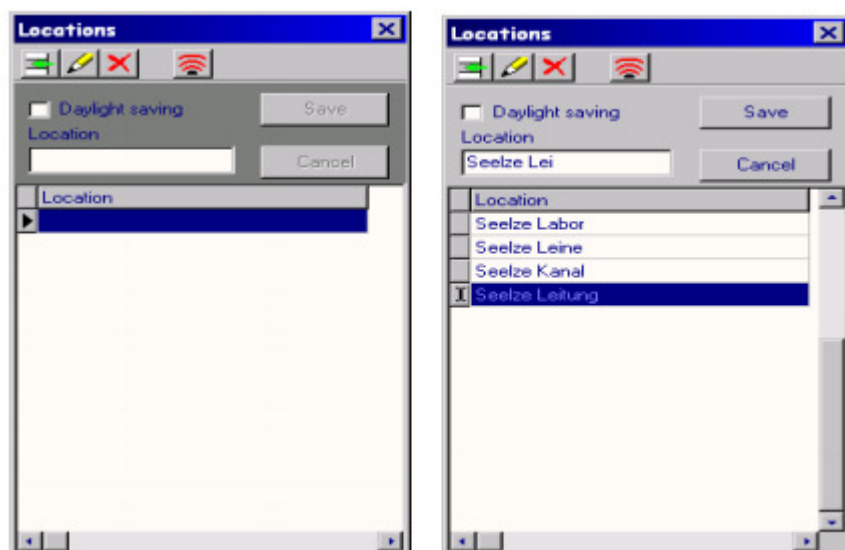 Locations
Daylight saving
Save
Location
Cancel
Location
Locations
Daylight saving
Save
Location
Seelze Lei
Cancel
Location
Seelze Labor
Seelze Leine
Seelze Kanal
Seelze Leitung